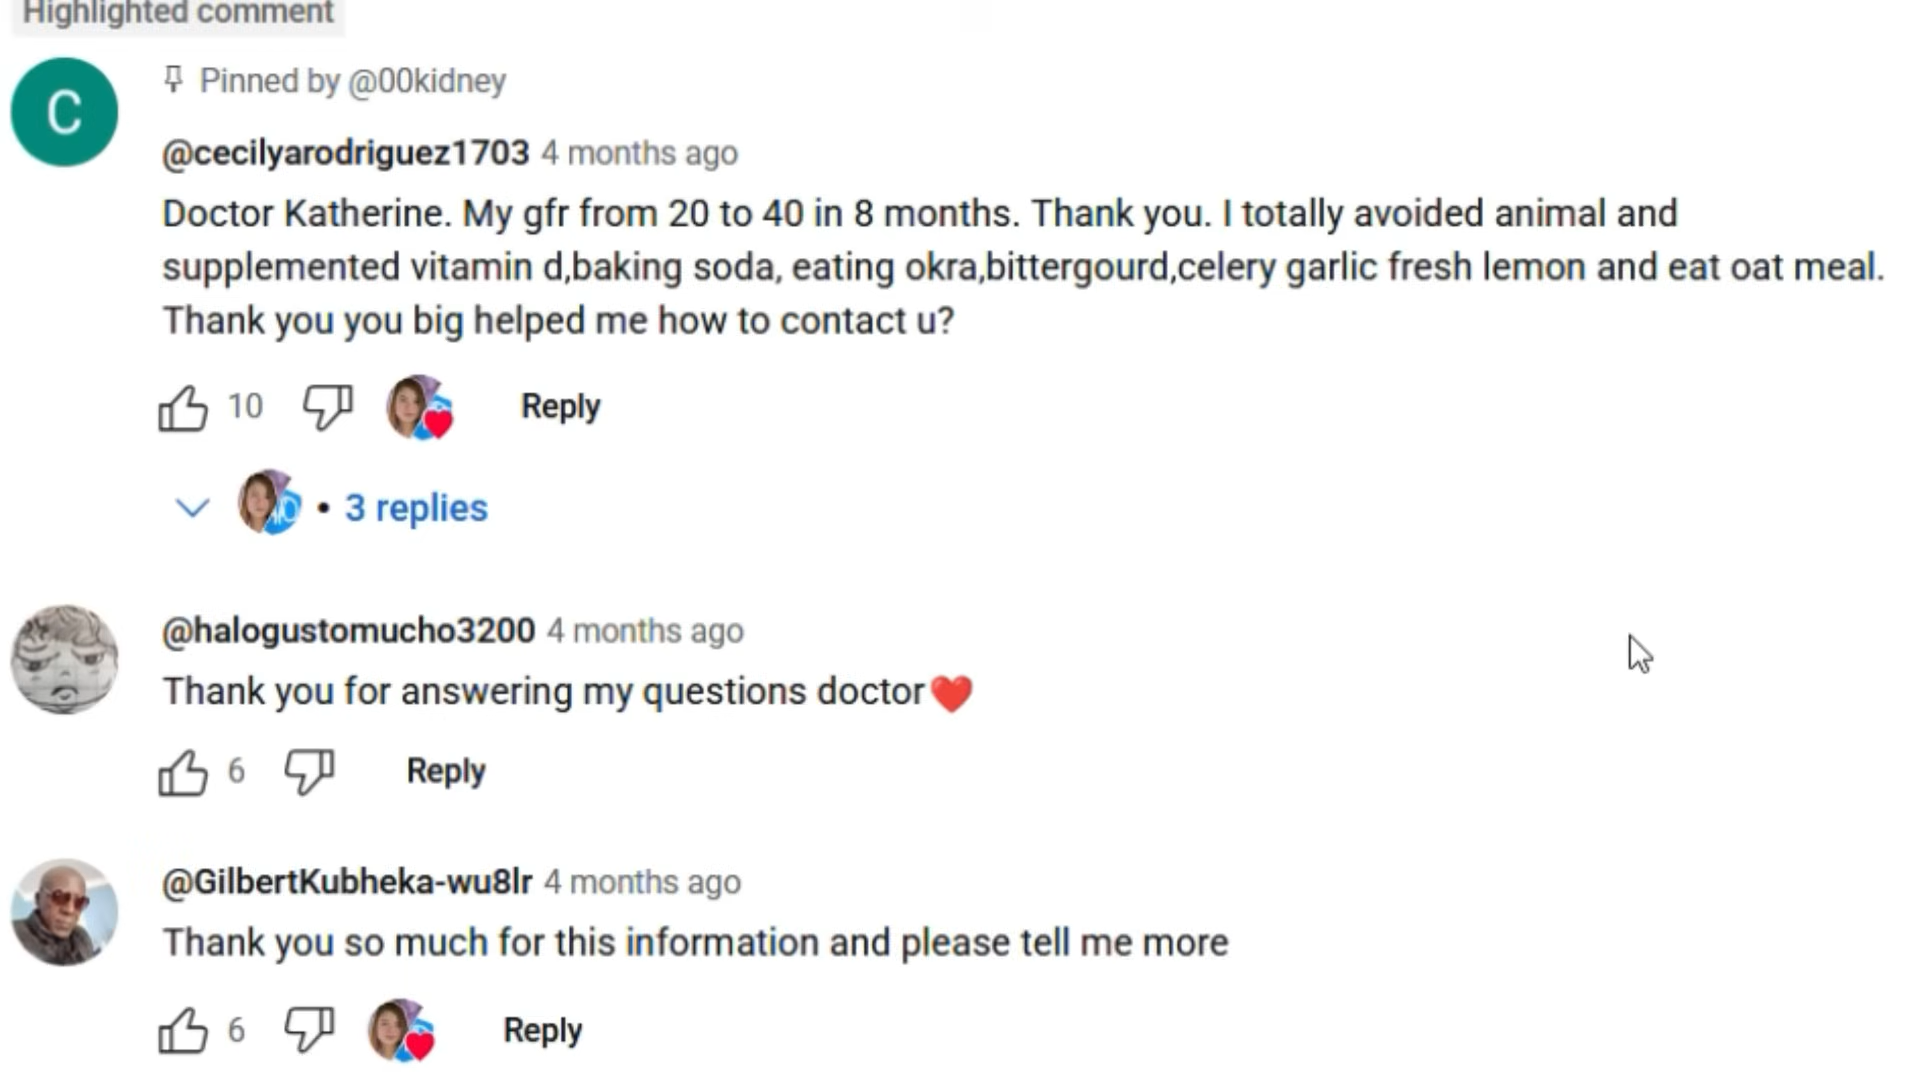 Highlighted comment
Pinned by @00kidney
@cecilyarodriguez1703 4 months ago
Doctor Katherine. My gfr from 20 to 40 in 8 months. Thank you. I totally avoided animal and
supplemented vitamin d,baking soda, eating okra,bittergourd,celery garlic fresh lemon and eat oat meal.
Thank you you big helped me how to contact u?
10 Reply
• 3 replies
@halogustomucho3200 4 months ago
Thank you for answering my questions doctor❤️
6 Reply
@GilbertKubheka-wu8lr 4 months ago
Thank you so much for this information and please tell me more
6 Reply
C